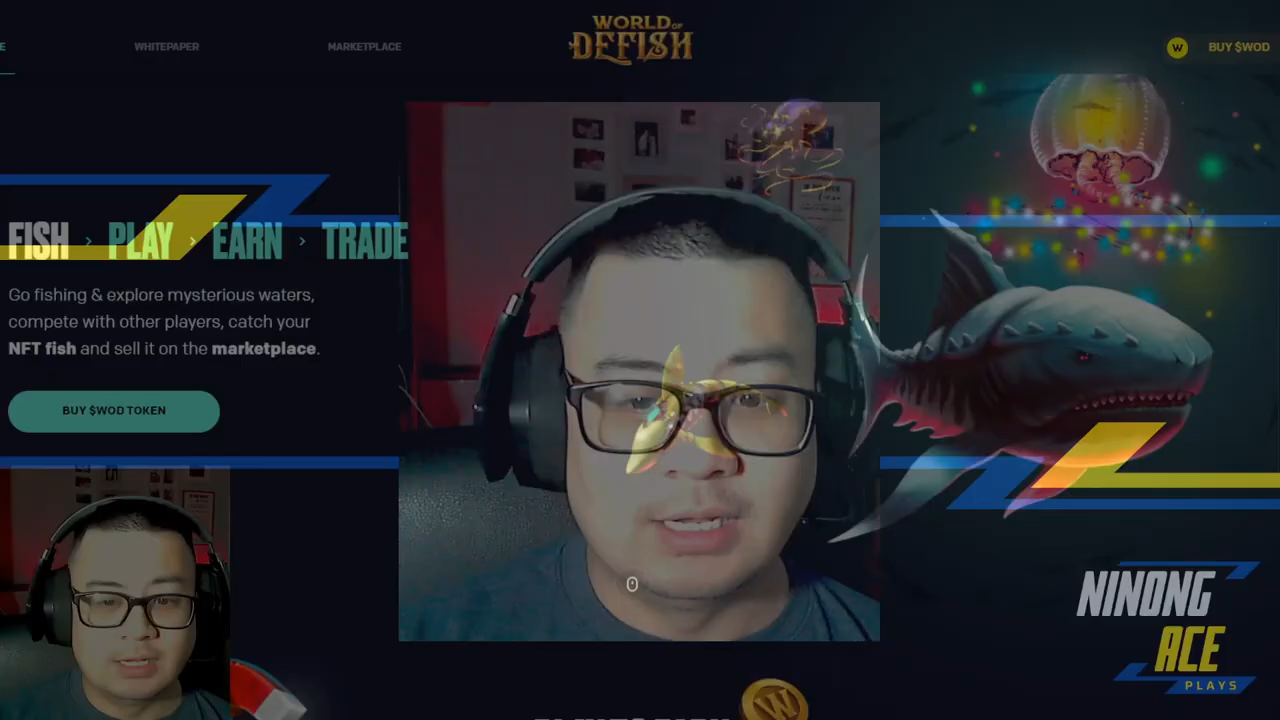 WORLD OF
DEFISH
WHITEPAPER
MARKETPLACE
W
BUY $WOD
FISH > PLAY > EARN > TRADE
Go fishing & explore mysterious waters,
compete with other players, catch your
NFT fish and sell it on the marketplace.
BUY $WOD TOKEN
NINONG
ACE
PLAYS
W